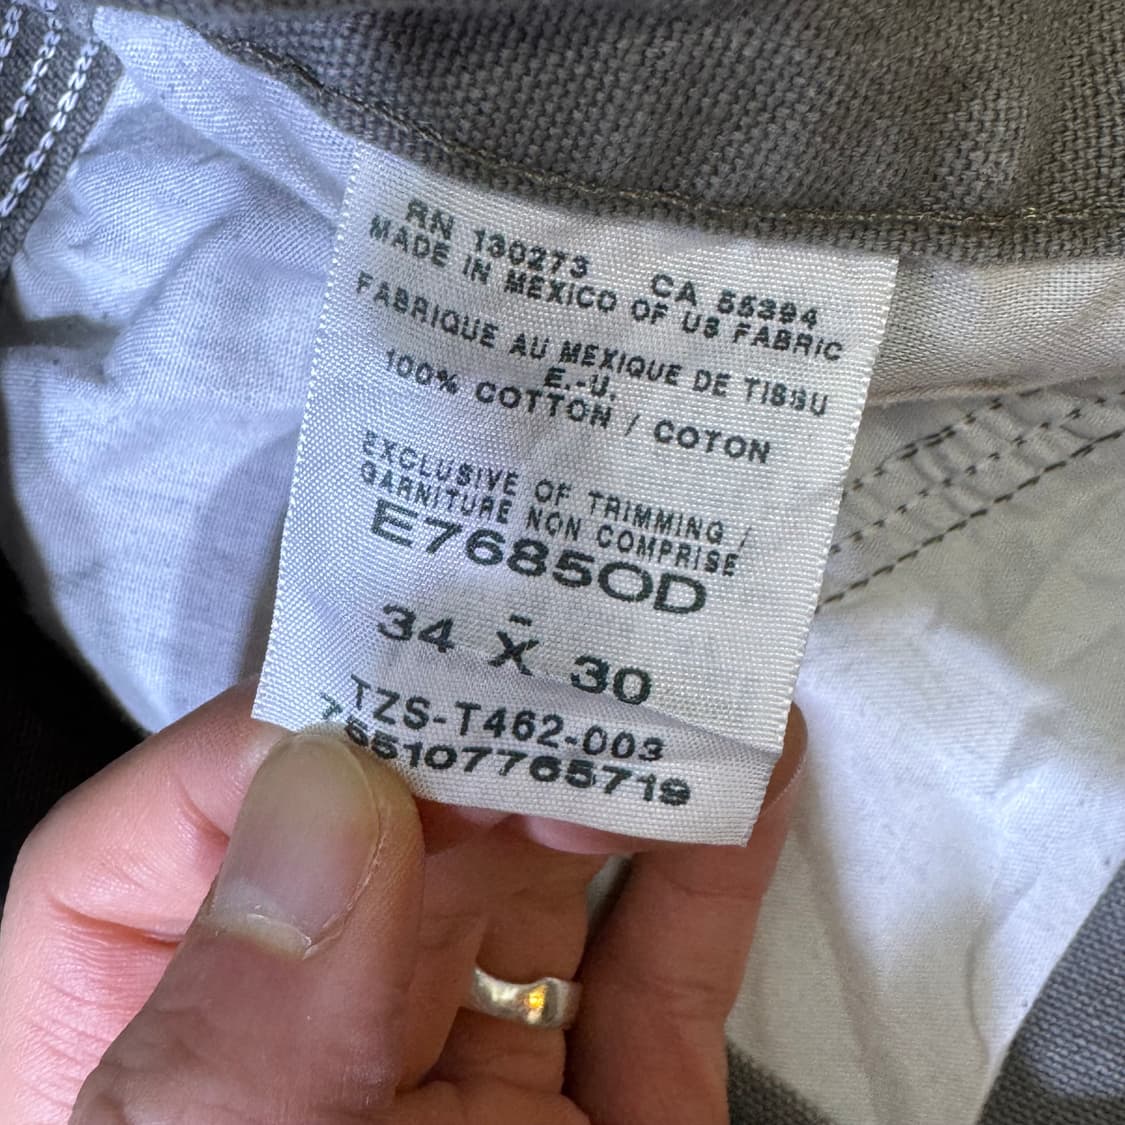 RN 130273 CA 55394
MADE IN MEXICO OF US FABRIC
FABRIQUE AU MEXIQUE DE TISSU
E.-U.
100% COTTON / COTON
EXCLUSIVE OF TRIMMING /
GARNITURE NON COMPRISE
E7685OD
34 X 30
TZS-T462-003
755107765719